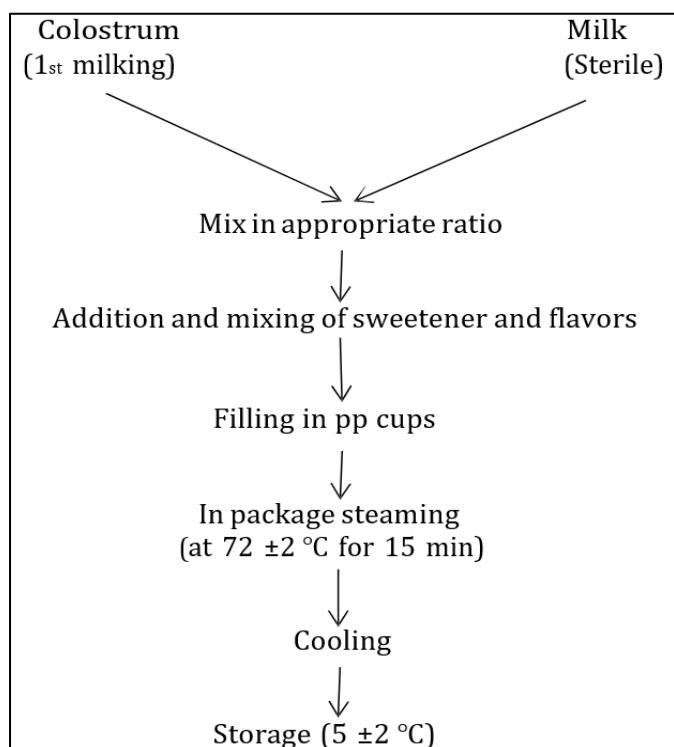 Colostrum
(1st milking)
Milk
(Sterile)
Mix in appropriate ratio
Addition and mixing of sweetener and flavors
Filling in pp cups
In package steaming
(at 72 ±2 °C for 15 min)
Cooling
Storage (5 ±2 °C)